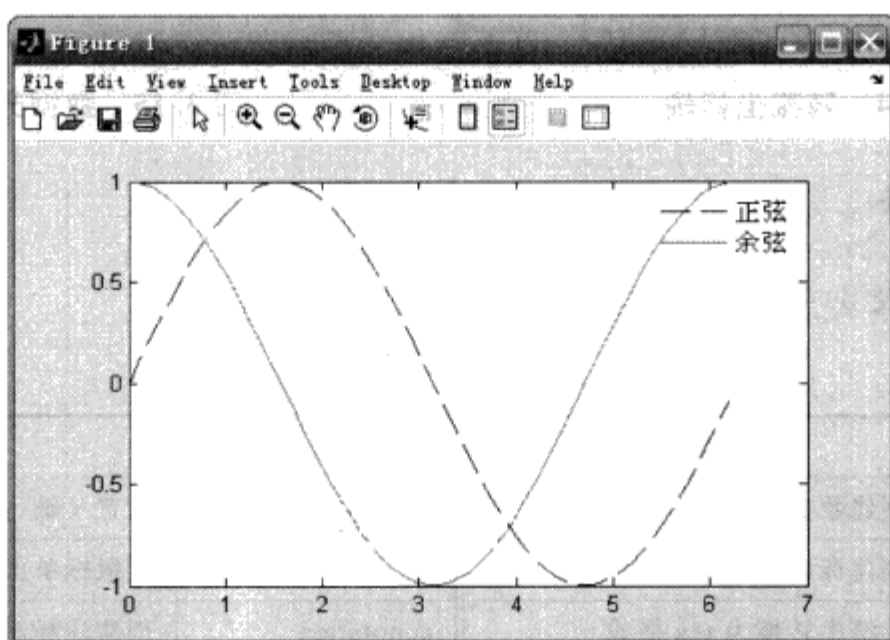 Figure 1
File Edit View Insert Tools Desktop Window Help
1
0.5
0
-0.5
-1
0 1 2 3 4 5 6 7
正弦
余弦